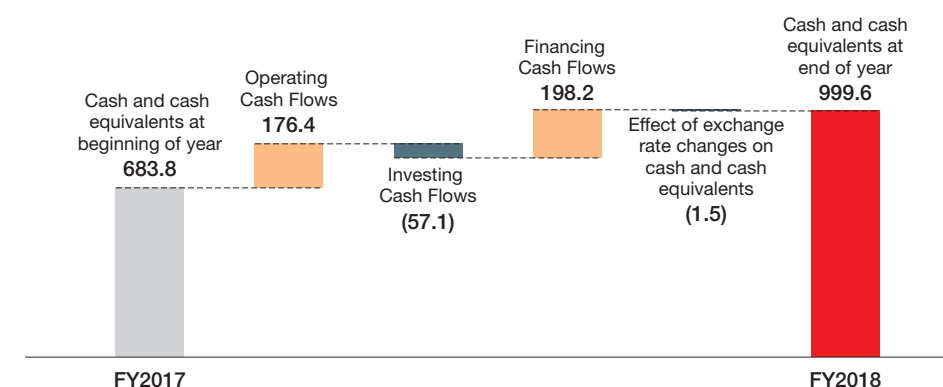 Cash and cash
equivalents at
beginning of year
683.8
Operating
Cash Flows
176.4
Investing
Cash Flows
(57.1)
Financing
Cash Flows
198.2
Effect of exchange
rate changes on
cash and cash
equivalents
(1.5)
Cash and cash
equivalents at
end of year
999.6
FY2017
FY2018